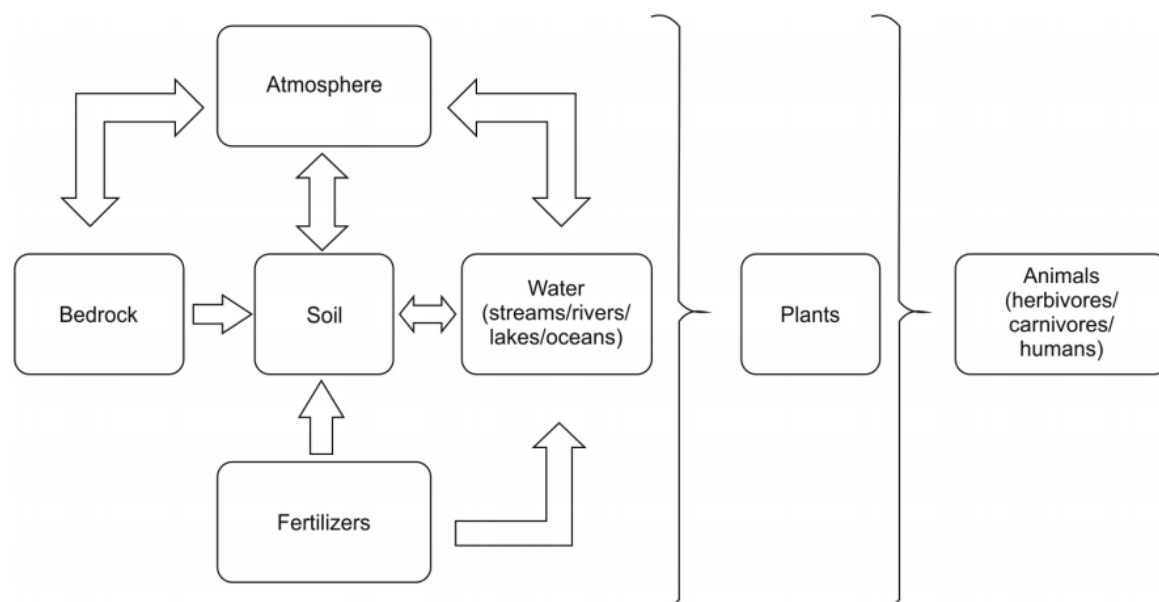 Atmosphere
Bedrock
Soil
Water
(streams/rivers/
lakes/oceans)
Plants
Animals
(herbivores/
carnivores/
humans)
Fertilizers